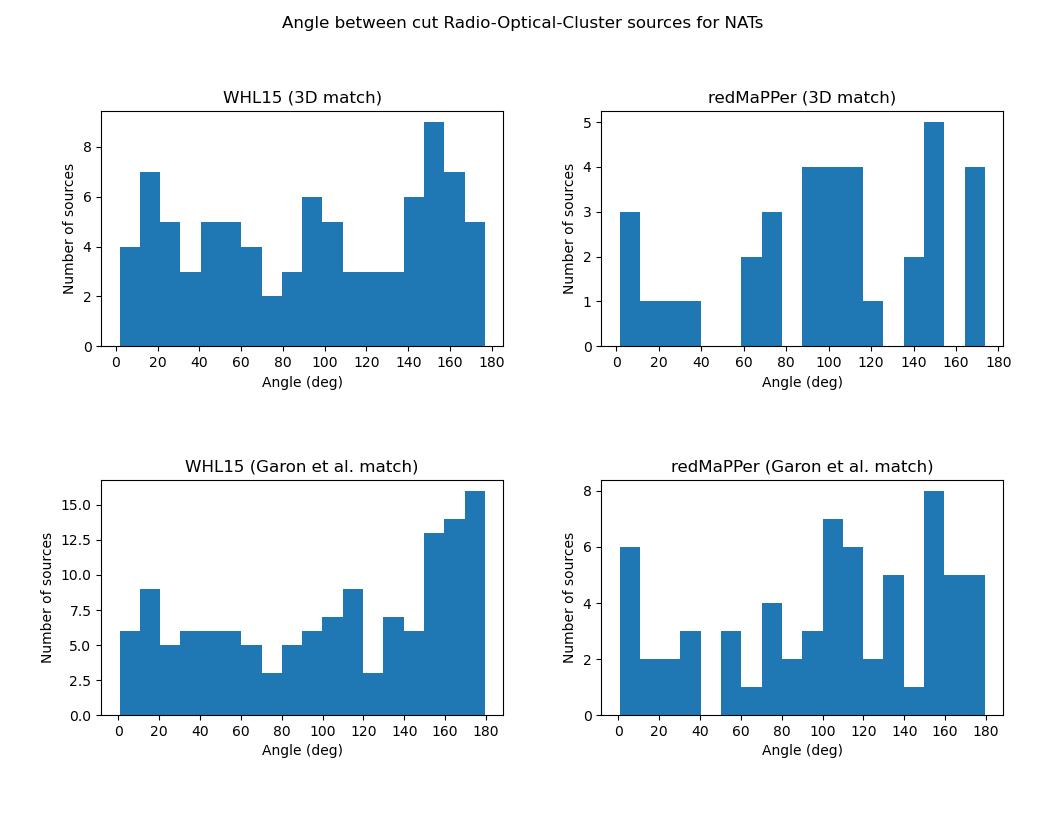 Angle between cut Radio-Optical-Cluster sources for NATs
WHL15 (3D match)
Number of sources
8
6
4
2
0
0 20 40 60 80 100 120 140 160 180
Angle (deg)
redMaPPer (3D match)
Number of sources
5
4
3
2
1
0
0 20 40 60 80 100 120 140 160 180
Angle (deg)
WHL15 (Garon et al. match)
Number of sources
15.0
12.5
10.0
7.5
5.0
2.5
0.0
0 20 40 60 80 100 120 140 160 180
Angle (deg)
redMaPPer (Garon et al. match)
Number of sources
8
6
4
2
0
0 20 40 60 80 100 120 140 160 180
Angle (deg)